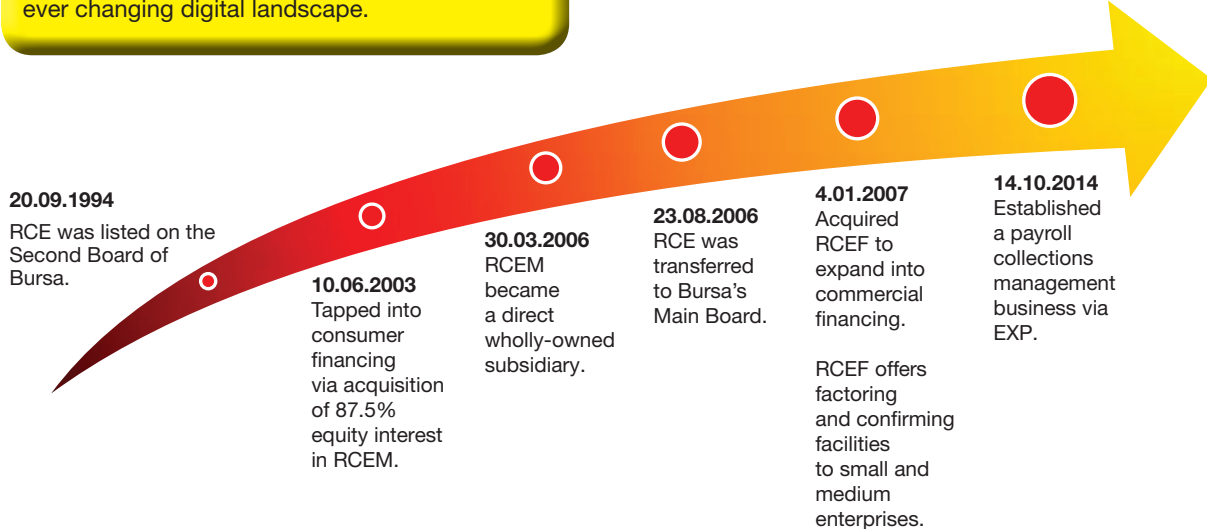 ever changing digital landscape.
20.09.1994
RCE was listed on the
Second Board of
Bursa.
10.06.2003
Tapped into
consumer
financing
via acquisition
of 87.5%
equity interest
in RCEM.
30.03.2006
RCEM
became
a direct
wholly-owned
subsidiary.
23.08.2006
RCE was
transferred
to Bursa’s
Main Board.
4.01.2007
Acquired
RCEF to
expand into
commercial
financing.
RCEF offers
factoring
and confirming
facilities
to small and
medium
enterprises.
14.10.2014
Established
a payroll
collections
management
business via
EXP.